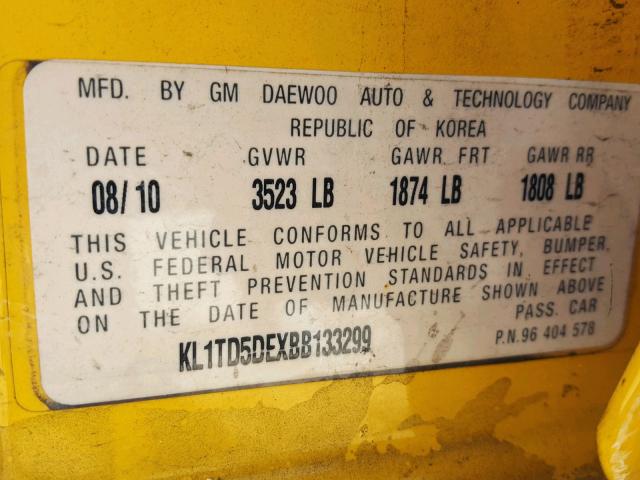 MFD. BY GM DAEWOO AUTO & TECHNOLOGY COMPANY
REPUBLIC OF KOREA
DATE GVWR GAWR FRT GAWR RR
08/10 3523 LB 1874 LB 1808 LB
THIS VEHICLE CONFORMS TO ALL APPLICABLE
U.S. FEDERAL MOTOR VEHICLE SAFETY, BUMPER,
AND THEFT PREVENTION STANDARDS IN EFFECT
ON THE DATE OF MANUFACTURE SHOWN ABOVE
PASS. CAR
KL1TD5DEXBB133299 P.N.96 404 578